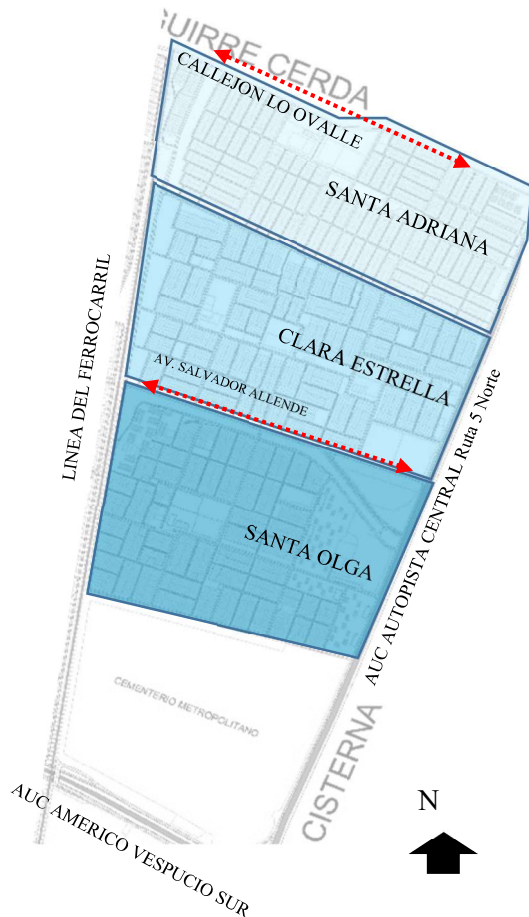 GUIRRE CERDA
CALLEJON LO OVALLE
SANTA ADRIANA
CLARA ESTRELLA
AV. SALVADOR ALLENDE
LINEA DEL FERROCARRIL
SANTA OLGA
AUC AUTOPISTA CENTRAL Ruta 5 Norte
CEMENTERIO METROPOLITANO
CISTERNA
AUC AMERICO VESPUCIO SUR
N